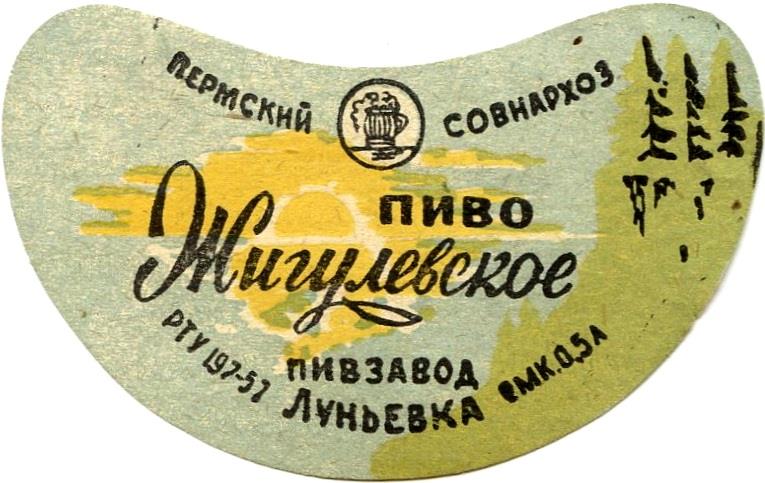 ПЕРМСКИЙ СОВНАРХОЗ
ПИВО
Жигулевское
РТУ 197-57
ПИВЗАВОД
ЛУНЬЕВКА
ЕМК. 0,5Л